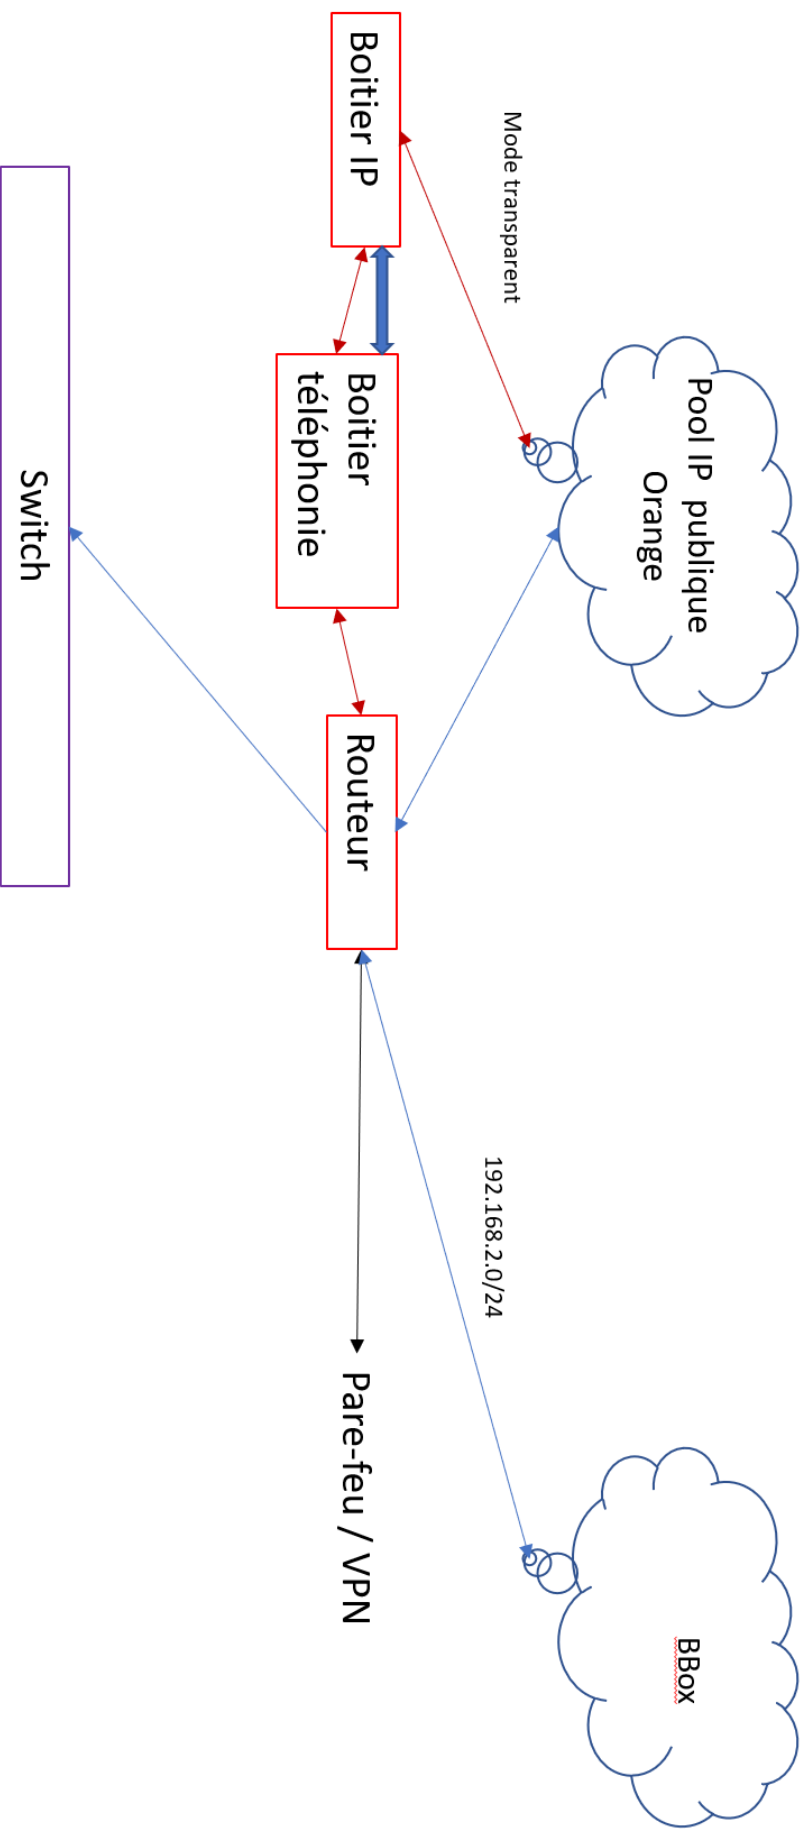 Pool IP publique
Orange
BBox
Mode transparent
192.168.2.0/24
Boitier IP
Boitier
téléphonie
Routeur
Pare-feu / VPN
Switch